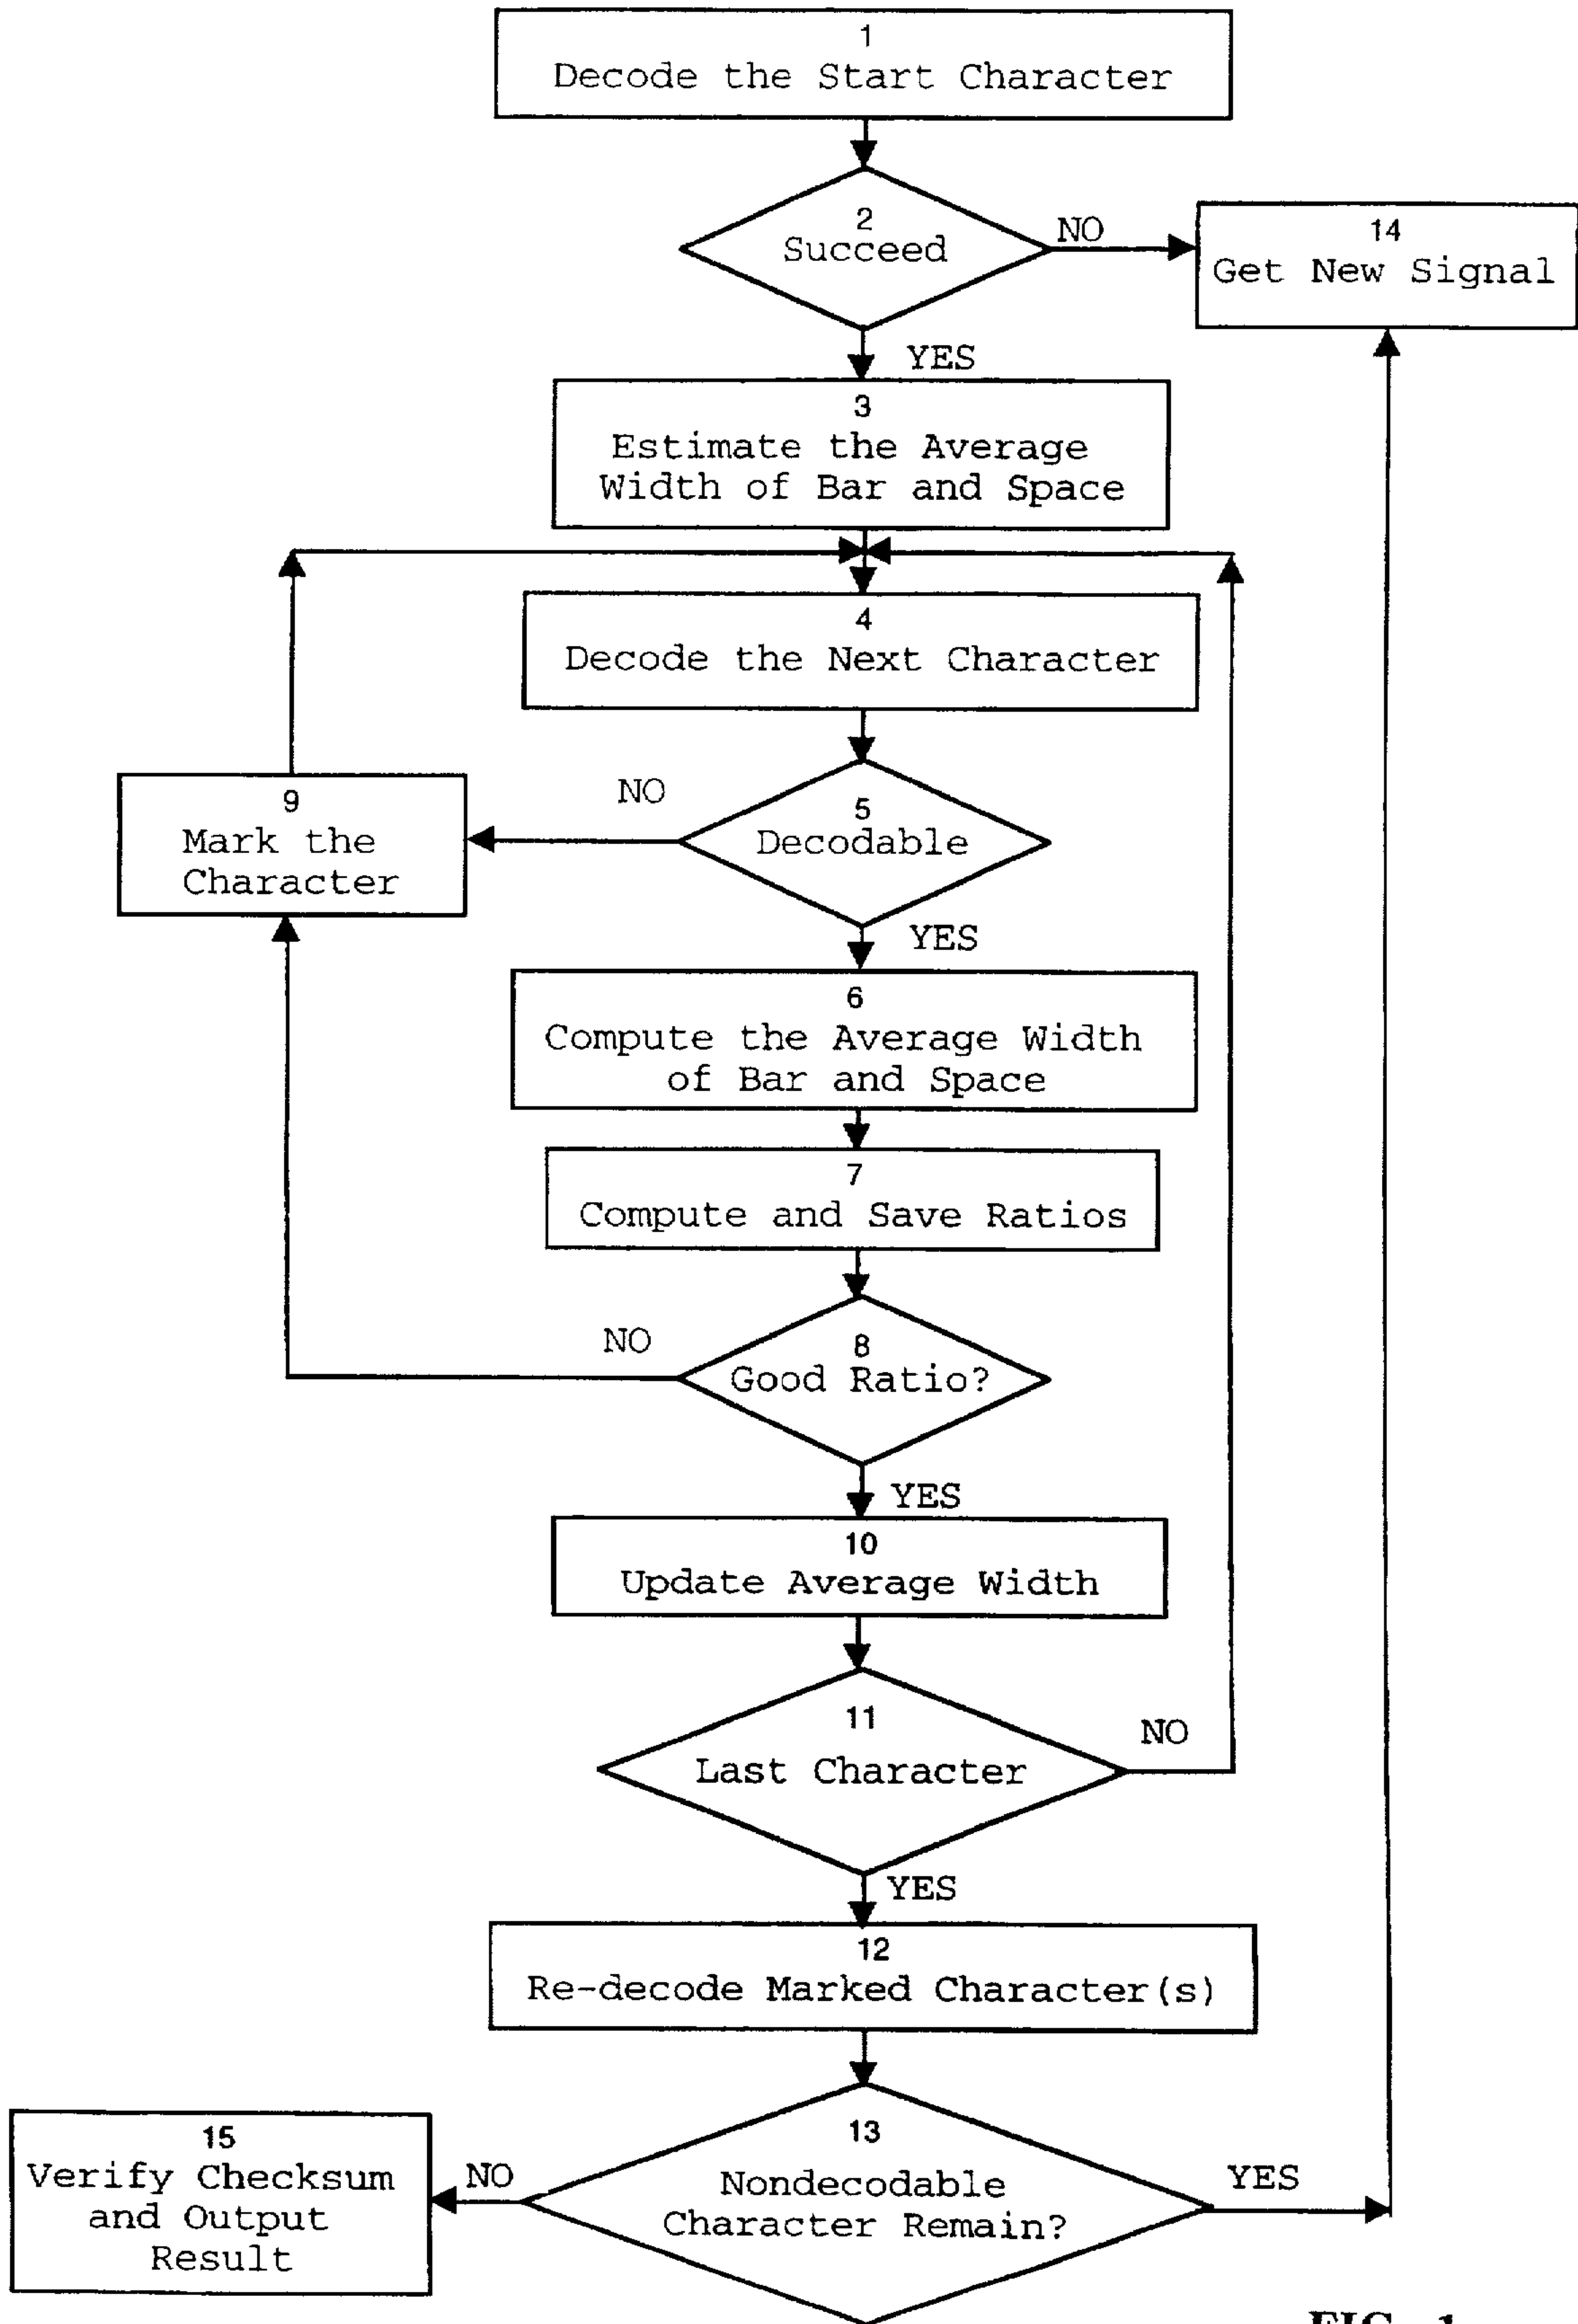 1
Decode the Start Character
2
Succeed
NO
14
Get New Signal
YES
3
Estimate the Average
Width of Bar and Space
4
Decode the Next Character
NO
5
Decodable
9
Mark the
Character
YES
6
Compute the Average Width
of Bar and Space
7
Compute and Save Ratios
NO
8
Good Ratio?
YES
10
Update Average Width
11
Last Character
NO
YES
12
Re-decode Marked Character(s)
13
Nondecodable
Character Remain?
YES
NO
15
Verify Checksum
and Output
Result